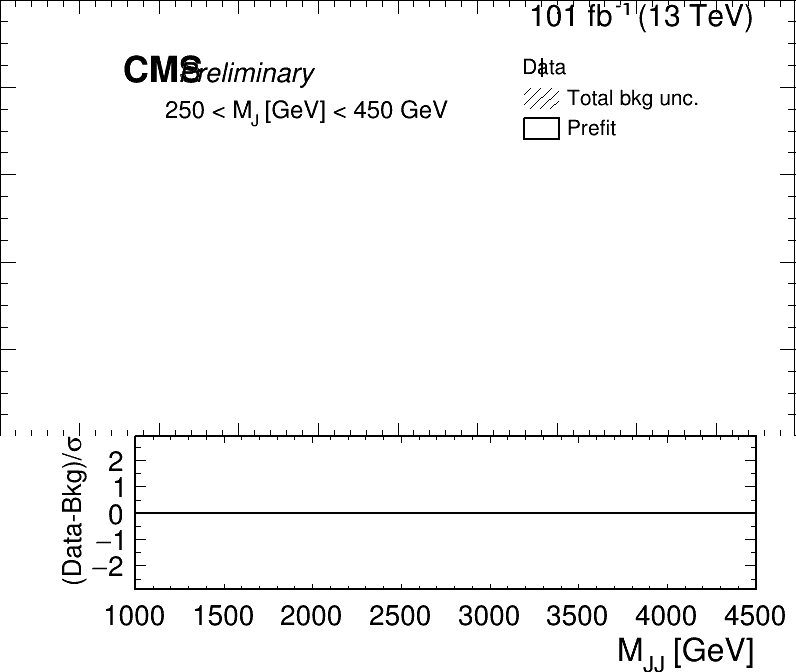 101 fb⁻¹ (13 TeV)
CMS Preliminary
Data
250 < M_J [GeV] < 450 GeV
Total bkg unc.
Prefit
(Data-Bkg)/σ
2
1
0
−1
−2
1000 1500 2000 2500 3000 3500 4000 4500
M_JJ [GeV]